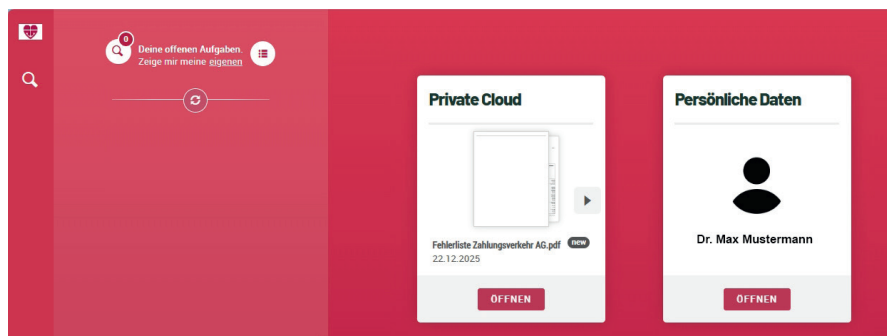 0
Deine offenen Aufgaben.
Zeige mir meine eigenen
Private Cloud
Fehlerliste Zahlungsverkehr AG.pdf new
22.12.2025
ÖFFNEN
Persönliche Daten
Dr. Max Mustermann
ÖFFNEN